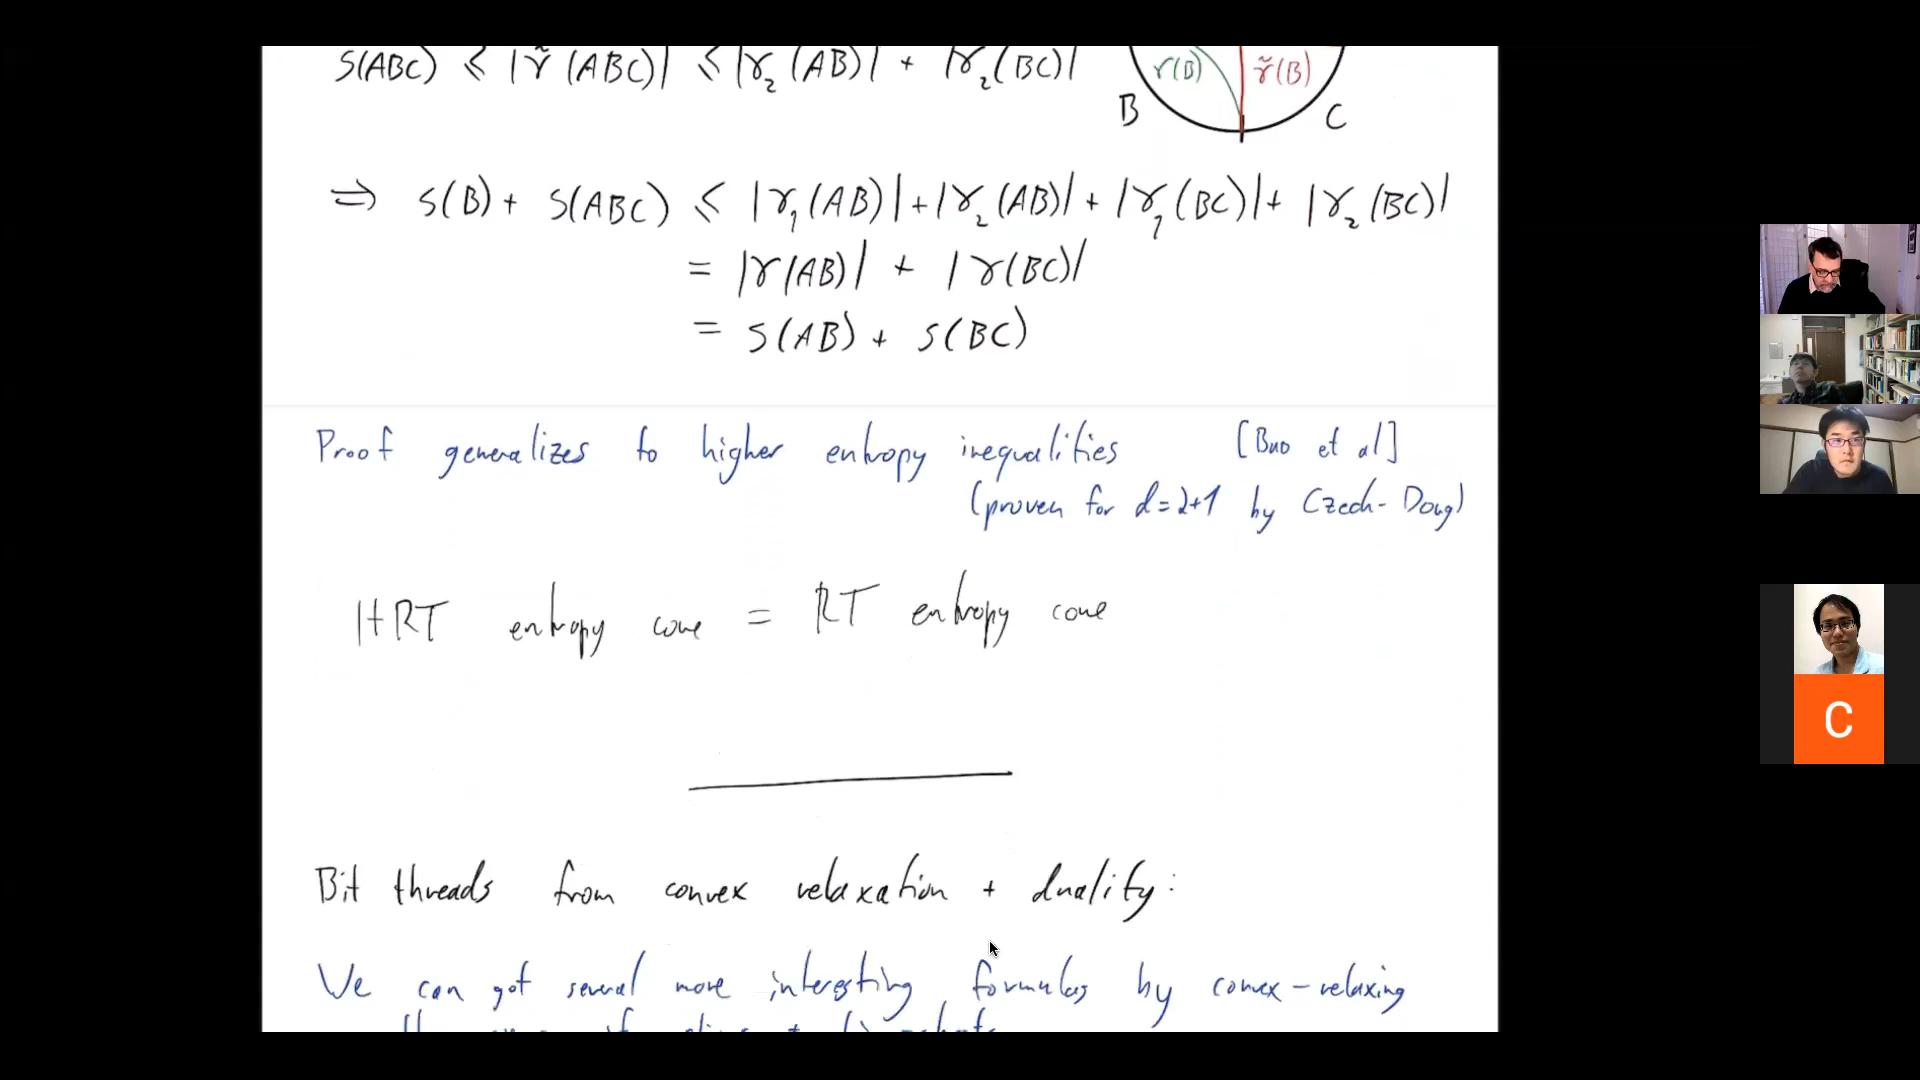 S(ABC) ≤ |γ̃(ABC)| ≤ |γ₂(AB)| + |γ₂(BC)|
γ(B) γ̃(B)
B C
⇒ S(B) + S(ABC) ≤ |γ₁(AB)| + |γ₂(AB)| + |γ₁(BC)| + |γ₂(BC)|
= |γ(AB)| + |γ(BC)|
= S(AB) + S(BC)
Proof generalizes to higher entropy inequalities [Bao et al]
(proven for d=2+1 by Czech-Dong)
HRT entropy cone = RT entropy cone
Bit threads from convex relaxation + duality:
We can get several more interesting formulas by convex-relaxing
C